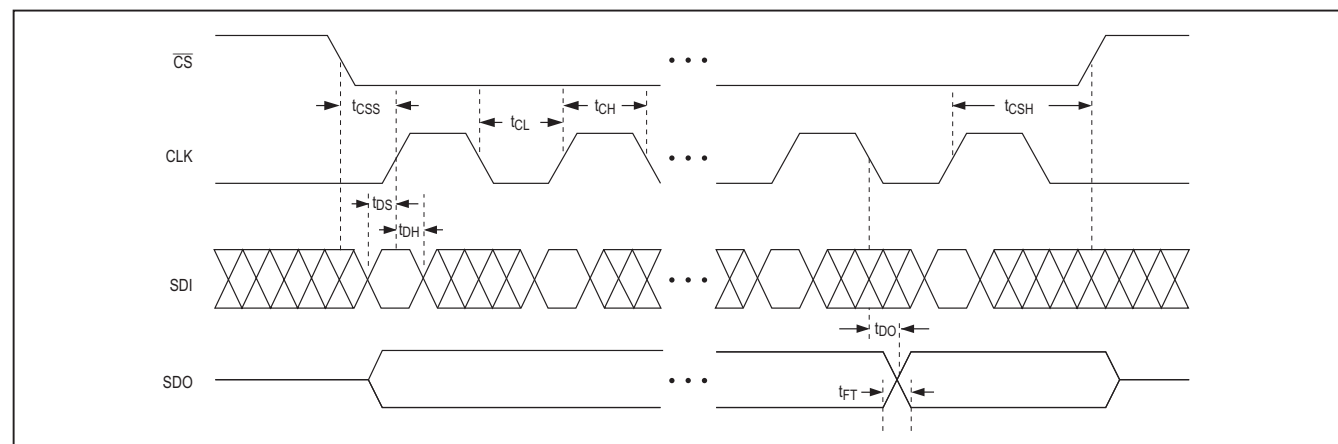 CS
tCSS
tCL
tCH
tCSH
CLK
tDS
tDH
SDI
tDO
SDO
tFT